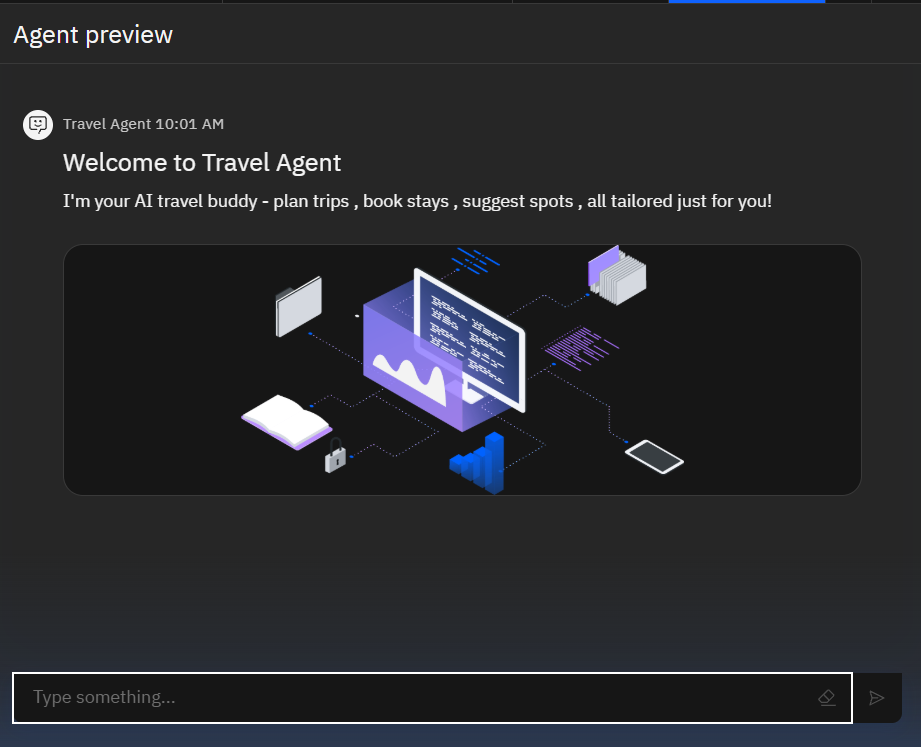 Agent preview
Travel Agent 10:01 AM
Welcome to Travel Agent
I'm your AI travel buddy - plan trips , book stays , suggest spots , all tailored just for you!
Type something...